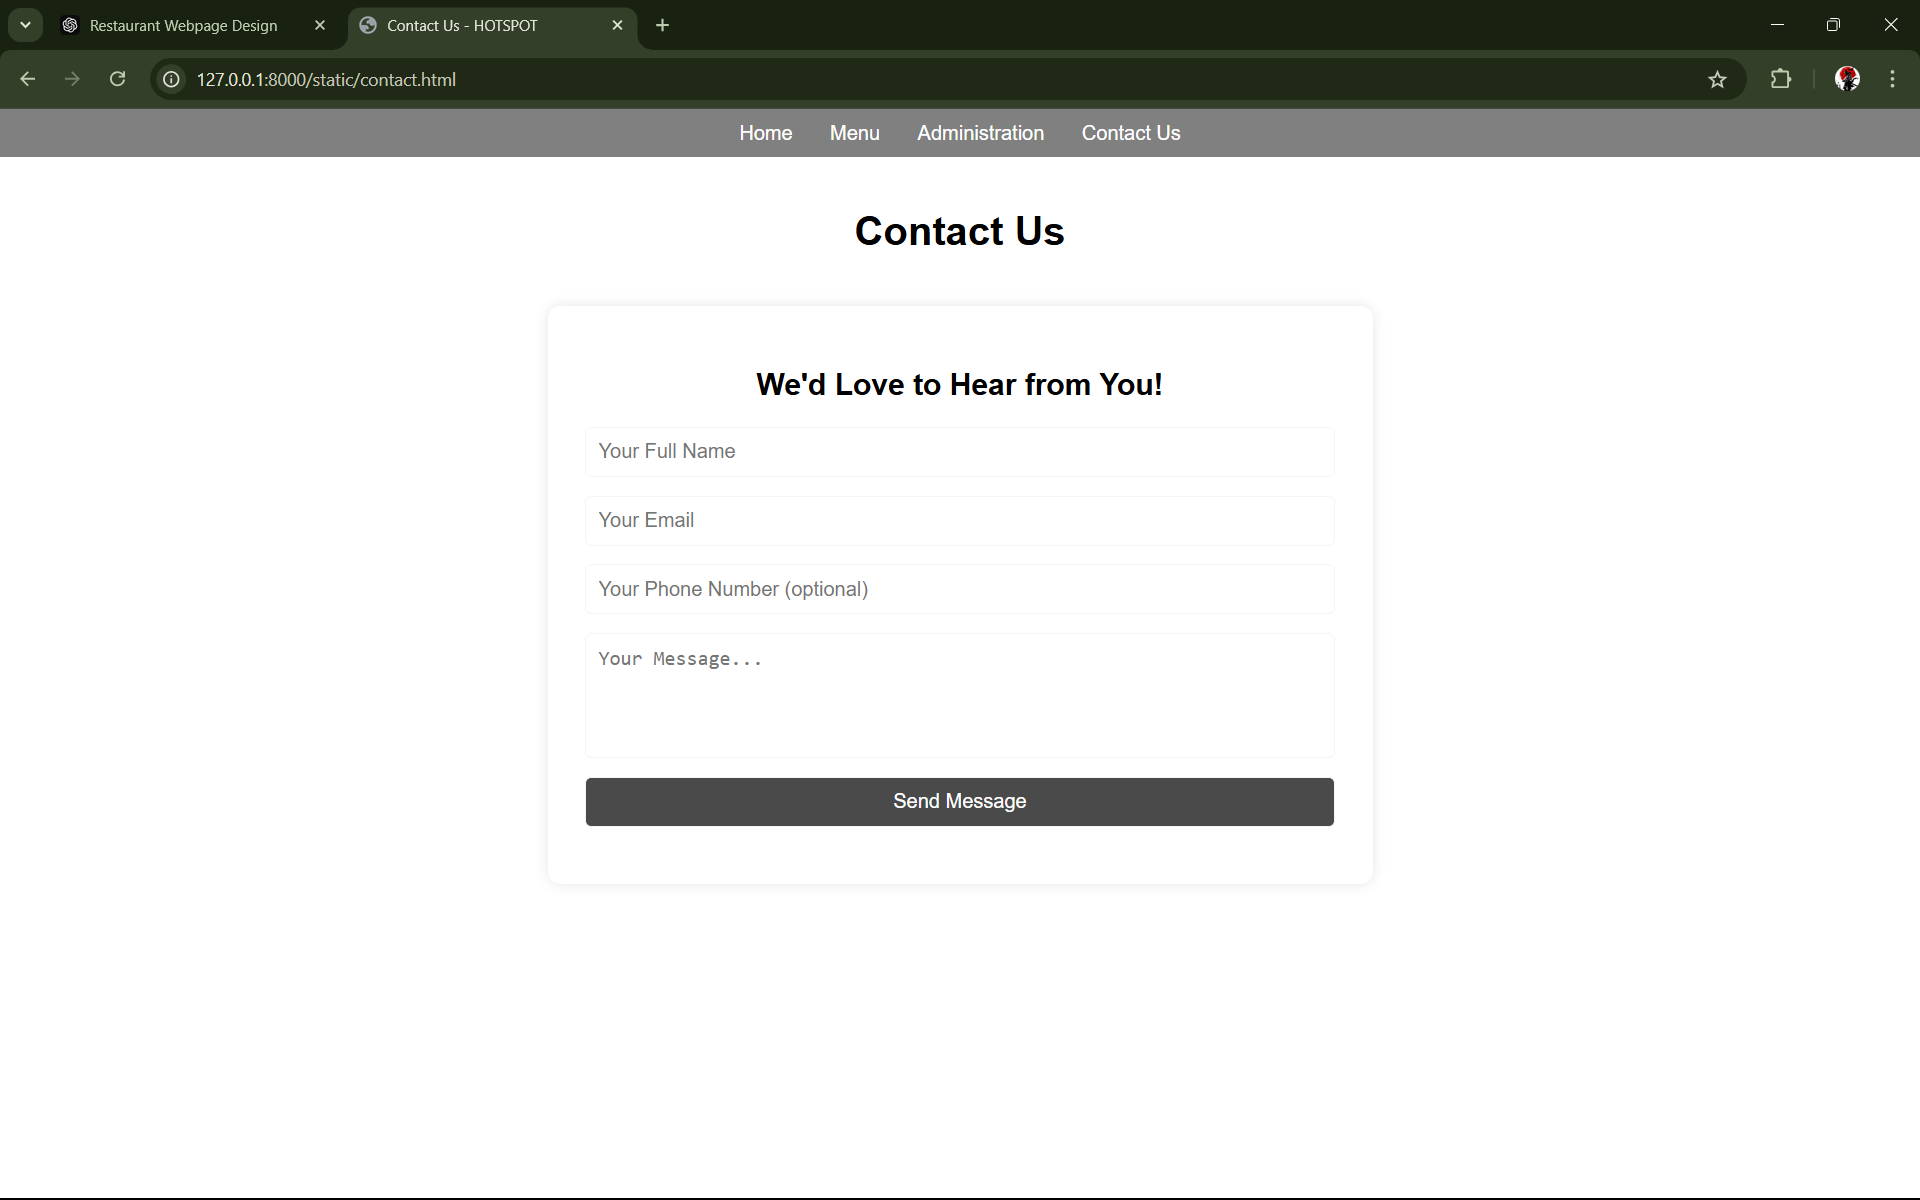 Restaurant Webpage Design
Contact Us - HOTSPOT
127.0.0.1:8000/static/contact.html
Home Menu Administration Contact Us
Contact Us
We'd Love to Hear from You!
Your Full Name
Your Email
Your Phone Number (optional)
Your Message...
Send Message